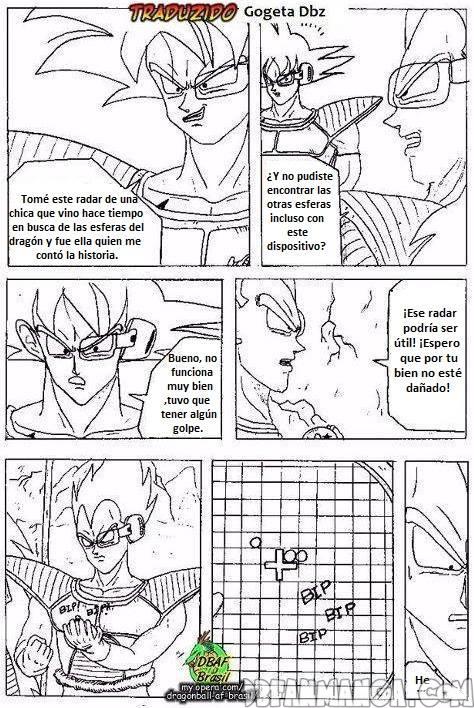 TRADUZIDO Gogeta Dbz
Tomé este radar de una
chica que vino hace tiempo
en busca de las esferas del
dragón y fue ella quien me
contó la historia.
¿Y no pudiste
encontrar las
otras esferas
incluso con
este
dispositivo?
Bueno, no
funciona
muy bien
,tuvo que
tener algún
golpe.
¡Ese radar
podría ser
útil! ¡Espero
que por tu
bien no esté
dañado!
BIP!
BIPH.
BIP
BIP
BIP
He
DBAF
Brasil
my.opera.com/
dragonball-af-brasil
DBFANMANGA.COM